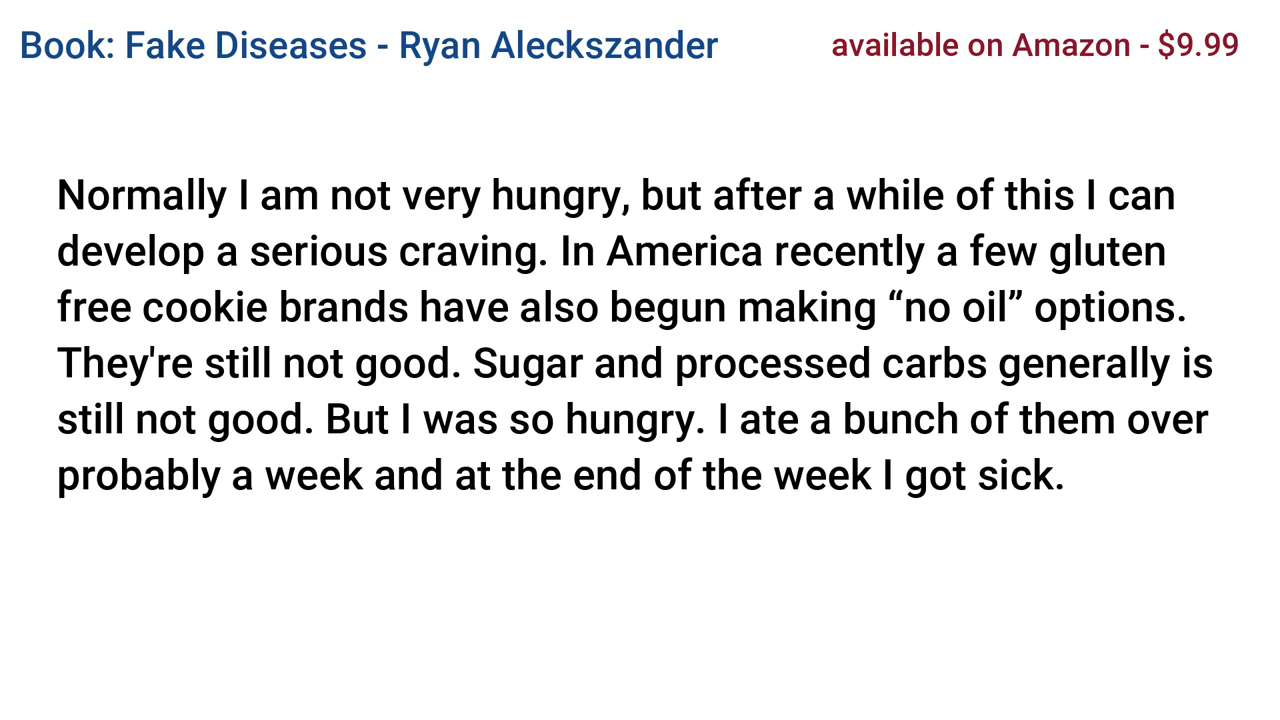 Book: Fake Diseases - Ryan Aleckszander
available on Amazon - $9.99
Normally I am not very hungry, but after a while of this I can
develop a serious craving. In America recently a few gluten
free cookie brands have also begun making “no oil” options.
They're still not good. Sugar and processed carbs generally is
still not good. But I was so hungry. I ate a bunch of them over
probably a week and at the end of the week I got sick.